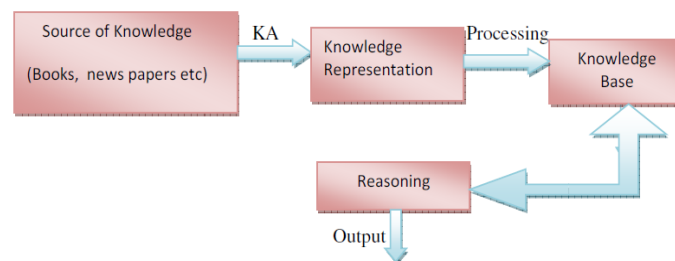 Source of Knowledge
(Books, news papers etc)
KA
Knowledge
Representation
Processing
Knowledge
Base
Reasoning
Output